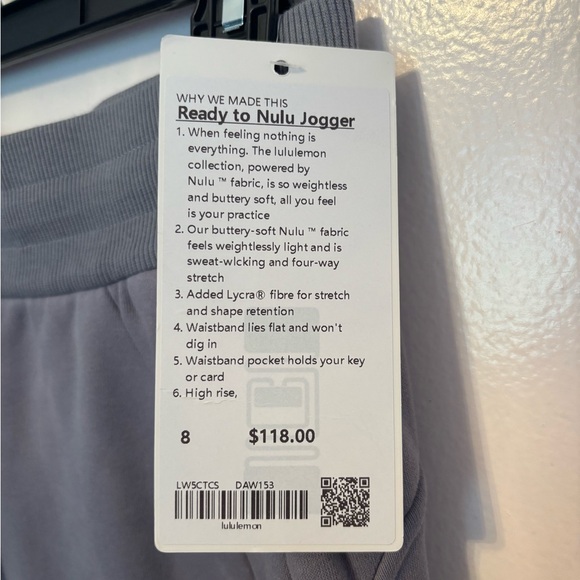 WHY WE MADE THIS
Ready to Nulu Jogger
1. When feeling nothing is
everything. The lululemon
collection, powered by
Nulu ™ fabric, is so weightless
and buttery soft, all you feel
is your practice
2. Our buttery-soft Nulu ™ fabric
feels weightlessly light and is
sweat-wlcking and four-way
stretch
3. Added Lycra® fibre for stretch
and shape retention
4. Waistband lies flat and won't
dig in
5. Waistband pocket holds your key
or card
6. High rise,
8 $118.00
LW5CTCS DAW153
lululemon